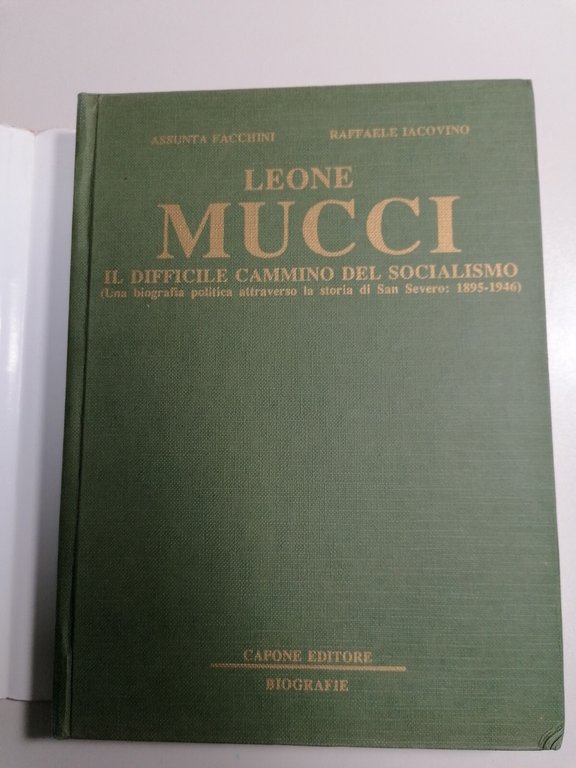 ASSUNTA FACCHINI RAFFAELE IACOVINO
LEONE
MUCCI
IL DIFFICILE CAMMINO DEL SOCIALISMO
(Una biografia politica attraverso la storia di San Severo: 1895-1946)
CAPONE EDITORE
BIOGRAFIE